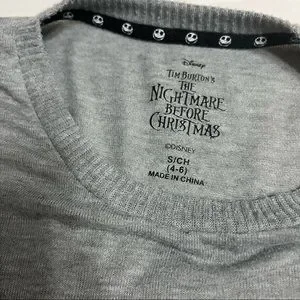 Disney
TIM BURTON'S
THE
NIGHTMARE
BEFORE
CHRISTMAS
©DISNEY
S/CH
(4-6)
MADE IN CHINA